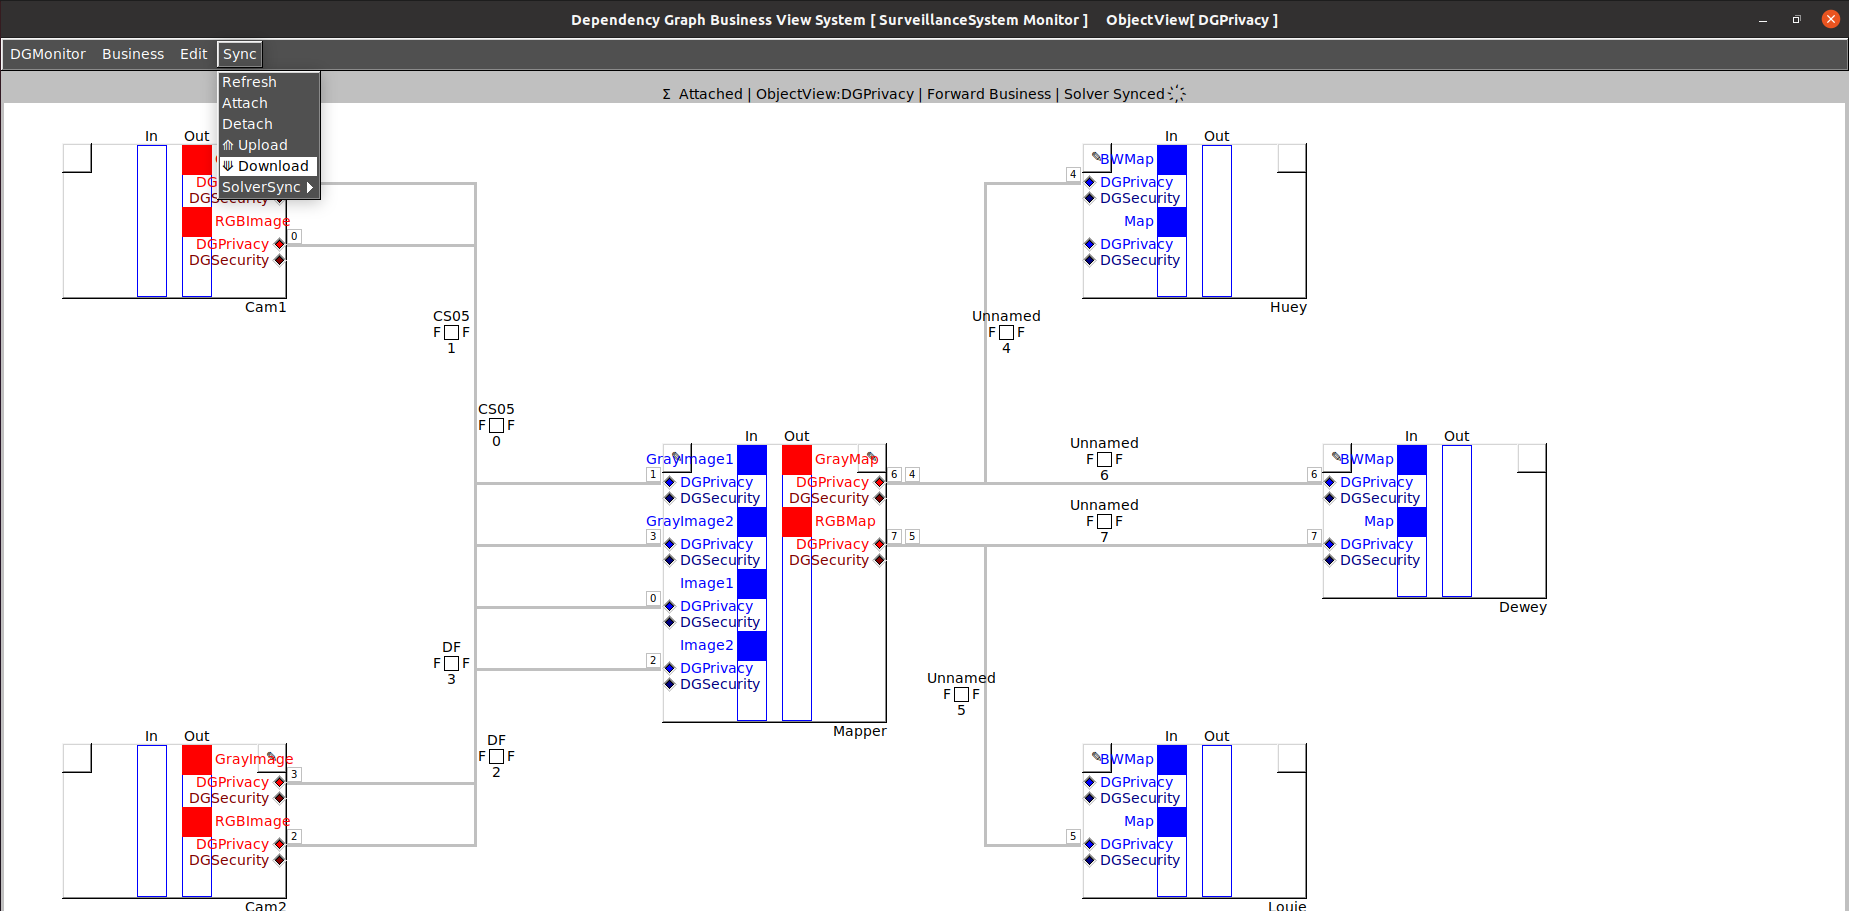 Dependency Graph Business View System [ SurveillanceSystem Monitor ] ObjectView[ DGPrivacy ]
DGMonitor Business Edit Sync
Refresh
Attach
Detach
⤊ Upload
⤋ Download
SolverSync
Σ Attached | ObjectView:DGPrivacy | Forward Business | Solver Synced
In Out
DG
DGSecurity
RGBImage
DGPrivacy 0
DGSecurity
Cam1
In Out
BWMap
4 DGPrivacy
DGSecurity
Map
DGPrivacy
DGSecurity
Huey
CS05
F F
1
Unnamed
F F
4
CS05
F F
0
In Out
GrayImage1 GrayMap
1 DGPrivacy DGPrivacy 6 4
DGSecurity DGSecurity
GrayImage2 RGBMap
3 DGPrivacy DGPrivacy 7 5
DGSecurity DGSecurity
Image1
0 DGPrivacy
DGSecurity
Image2
2 DGPrivacy
DGSecurity
Mapper
Unnamed
F F
6
Unnamed
F F
7
In Out
BWMap
6 DGPrivacy
DGSecurity
Map
7 DGPrivacy
DGSecurity
Dewey
DF
F F
3
Unnamed
F F
5
DF
F F
2
In Out
GrayImage
DGPrivacy 3
DGSecurity
RGBImage
DGPrivacy 2
DGSecurity
Cam2
In Out
BWMap
DGPrivacy
DGSecurity
Map
5 DGPrivacy
DGSecurity
Louie